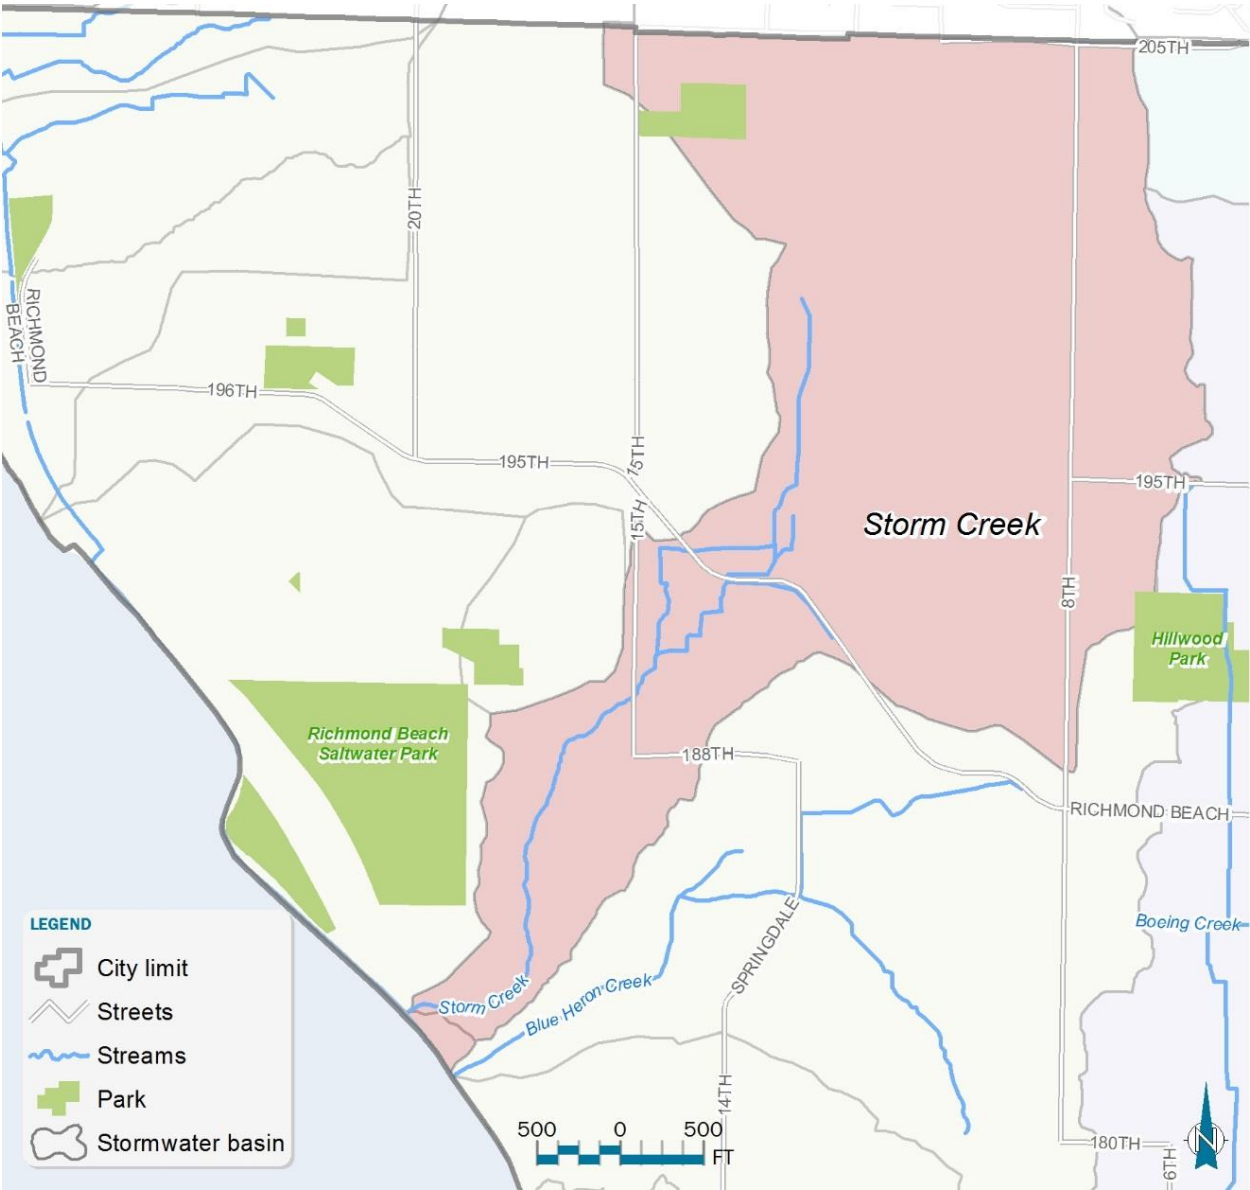 205TH
20TH
RICHMOND
BEACH
196TH
195TH
15TH
15TH
195TH
Storm Creek
8TH
Hillwood
Park
Richmond Beach
Saltwater Park
188TH
RICHMOND BEACH
SPRINGDALE
Boeing Creek
Storm Creek
Blue Heron Creek
14TH
180TH
6TH
LEGEND
City limit
Streets
Streams
Park
Stormwater basin
500 0 500
FT
N